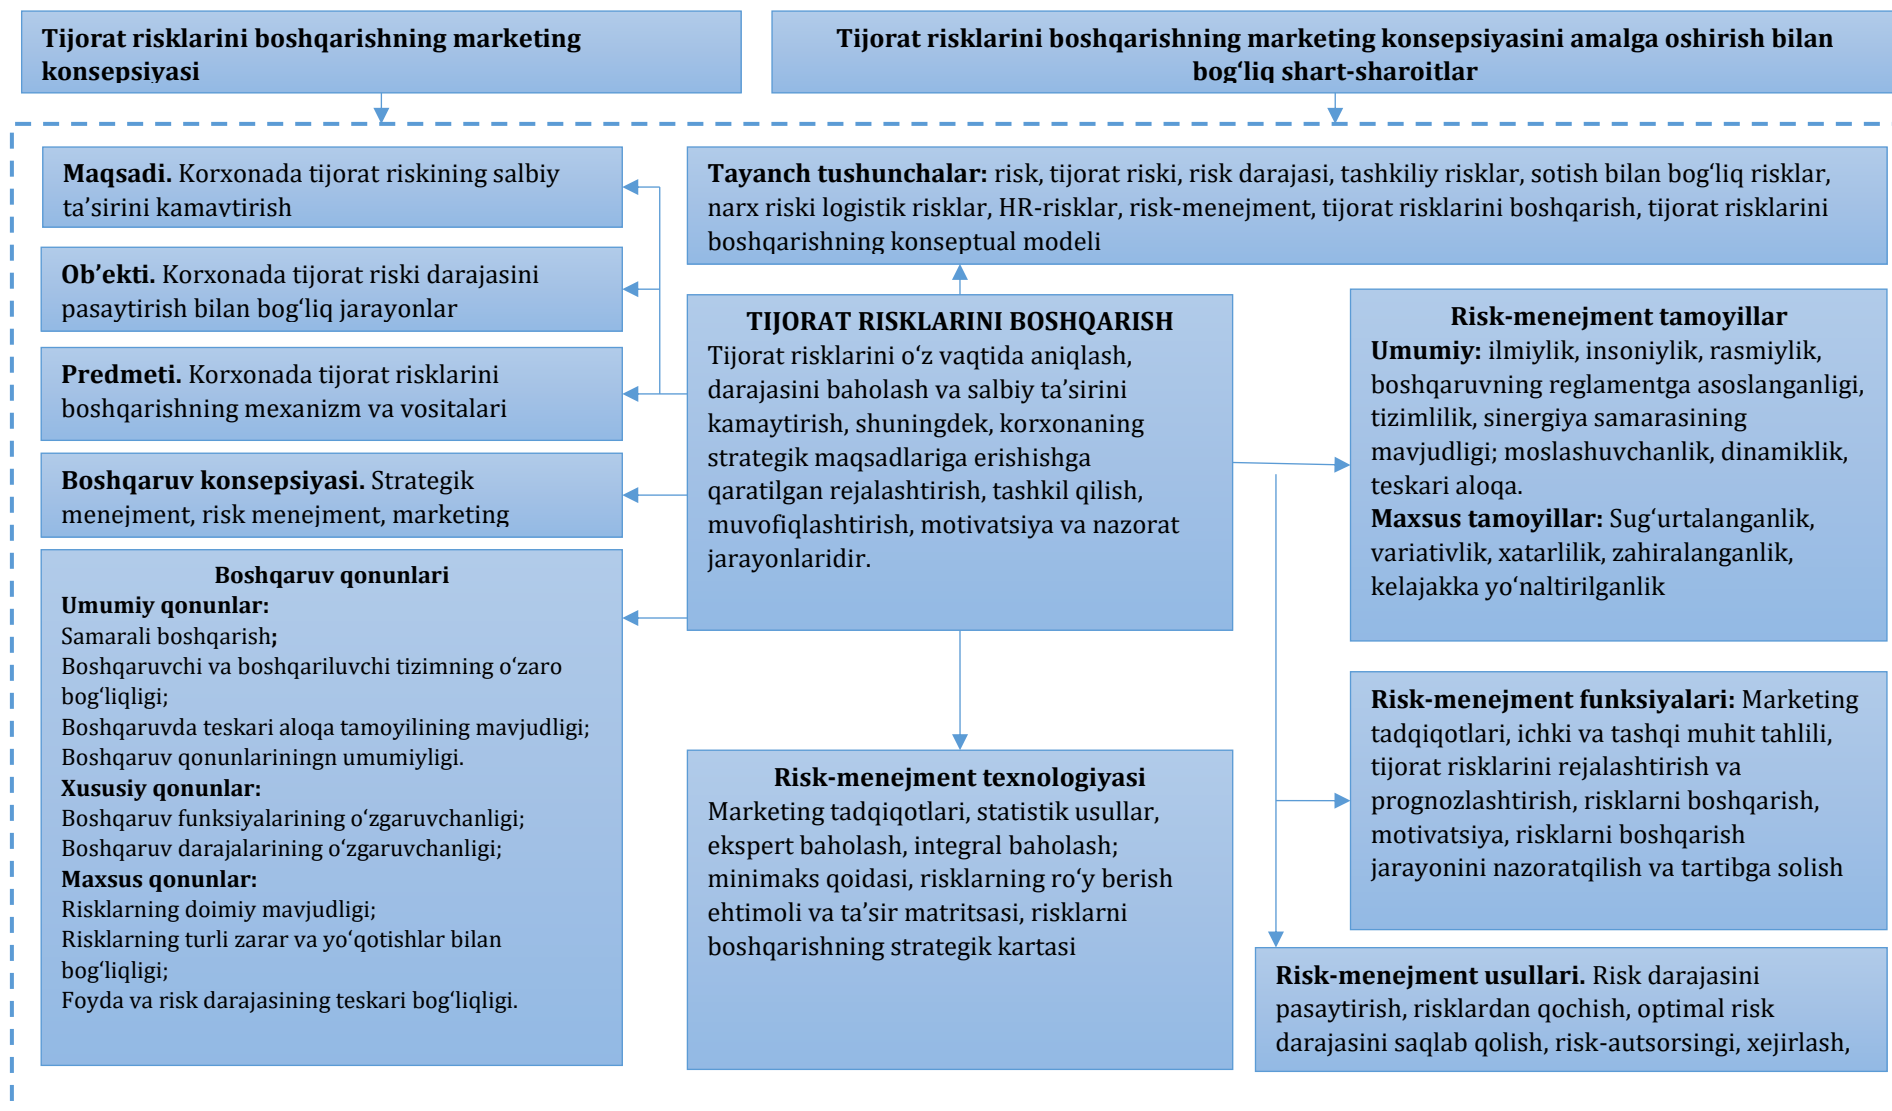 Tijorat risklarini boshqarishning marketing
konsepsiyasi
Tijorat risklarini boshqarishning marketing konsepsiyasini amalga oshirish bilan
bog‘liq shart-sharoitlar
Maqsadi. Korxonada tijorat riskining salbiy
ta’sirini kamaytirish
Ob’ekti. Korxonada tijorat riski darajasini
pasaytirish bilan bog‘liq jarayonlar
Predmeti. Korxonada tijorat risklarini
boshqarishning mexanizm va vositalari
Boshqaruv konsepsiyasi. Strategik
menejment, risk menejment, marketing
Boshqaruv qonunlari
Umumiy qonunlar:
Samarali boshqarish;
Boshqaruvchi va boshqariluvchi tizimning o‘zaro
bog‘liqligi;
Boshqaruvda teskari aloqa tamoyilining mavjudligi;
Boshqaruv qonunlariningn umumiyligi.
Xususiy qonunlar:
Boshqaruv funksiyalarining o‘zgaruvchanligi;
Boshqaruv darajalarining o‘zgaruvchanligi;
Maxsus qonunlar:
Risklarning doimiy mavjudligi;
Risklarning turli zarar va yo‘qotishlar bilan
bog‘liqligi;
Foyda va risk darajasining teskari bog‘liqligi.
Tayanch tushunchalar: risk, tijorat riski, risk darajasi, tashkiliy risklar, sotish bilan bog‘liq risklar,
narx riski logistik risklar, HR-risklar, risk-menejment, tijorat risklarini boshqarish, tijorat risklarini
boshqarishning konseptual modeli
TIJORAT RISKLARINI BOSHQARISH
Tijorat risklarini o‘z vaqtida aniqlash,
darajasini baholash va salbiy ta’sirini
kamaytirish, shuningdek, korxonaning
strategik maqsadlariga erishishga
qaratilgan rejalashtirish, tashkil qilish,
muvofiqlashtirish, motivatsiya va nazorat
jarayonlaridir.
Risk-menejment texnologiyasi
Marketing tadqiqotlari, statistik usullar,
ekspert baholash, integral baholash;
minimaks qoidasi, risklarning ro‘y berish
ehtimoli va ta’sir matritsasi, risklarni
boshqarishning strategik kartasi
Risk-menejment tamoyillar
Umumiy: ilmiylik, insoniylik, rasmiylik,
boshqaruvning reglamentga asoslanganligi,
tizimlilik, sinergiya samarasining
mavjudligi; moslashuvchanlik, dinamiklik,
teskari aloqa.
Maxsus tamoyillar: Sug‘urtalanganlik,
variativlik, xatarlilik, zahiralanganlik,
kelajakka yo‘naltirilganlik
Risk-menejment funksiyalari: Marketing
tadqiqotlari, ichki va tashqi muhit tahlili,
tijorat risklarini rejalashtirish va
prognozlashtirish, risklarni boshqarish,
motivatsiya, risklarni boshqarish
jarayonini nazoratqilish va tartibga solish
Risk-menejment usullari. Risk darajasini
pasaytirish, risklardan qochish, optimal risk
darajasini saqlab qolish, risk-autsorsingi, xejirlash,